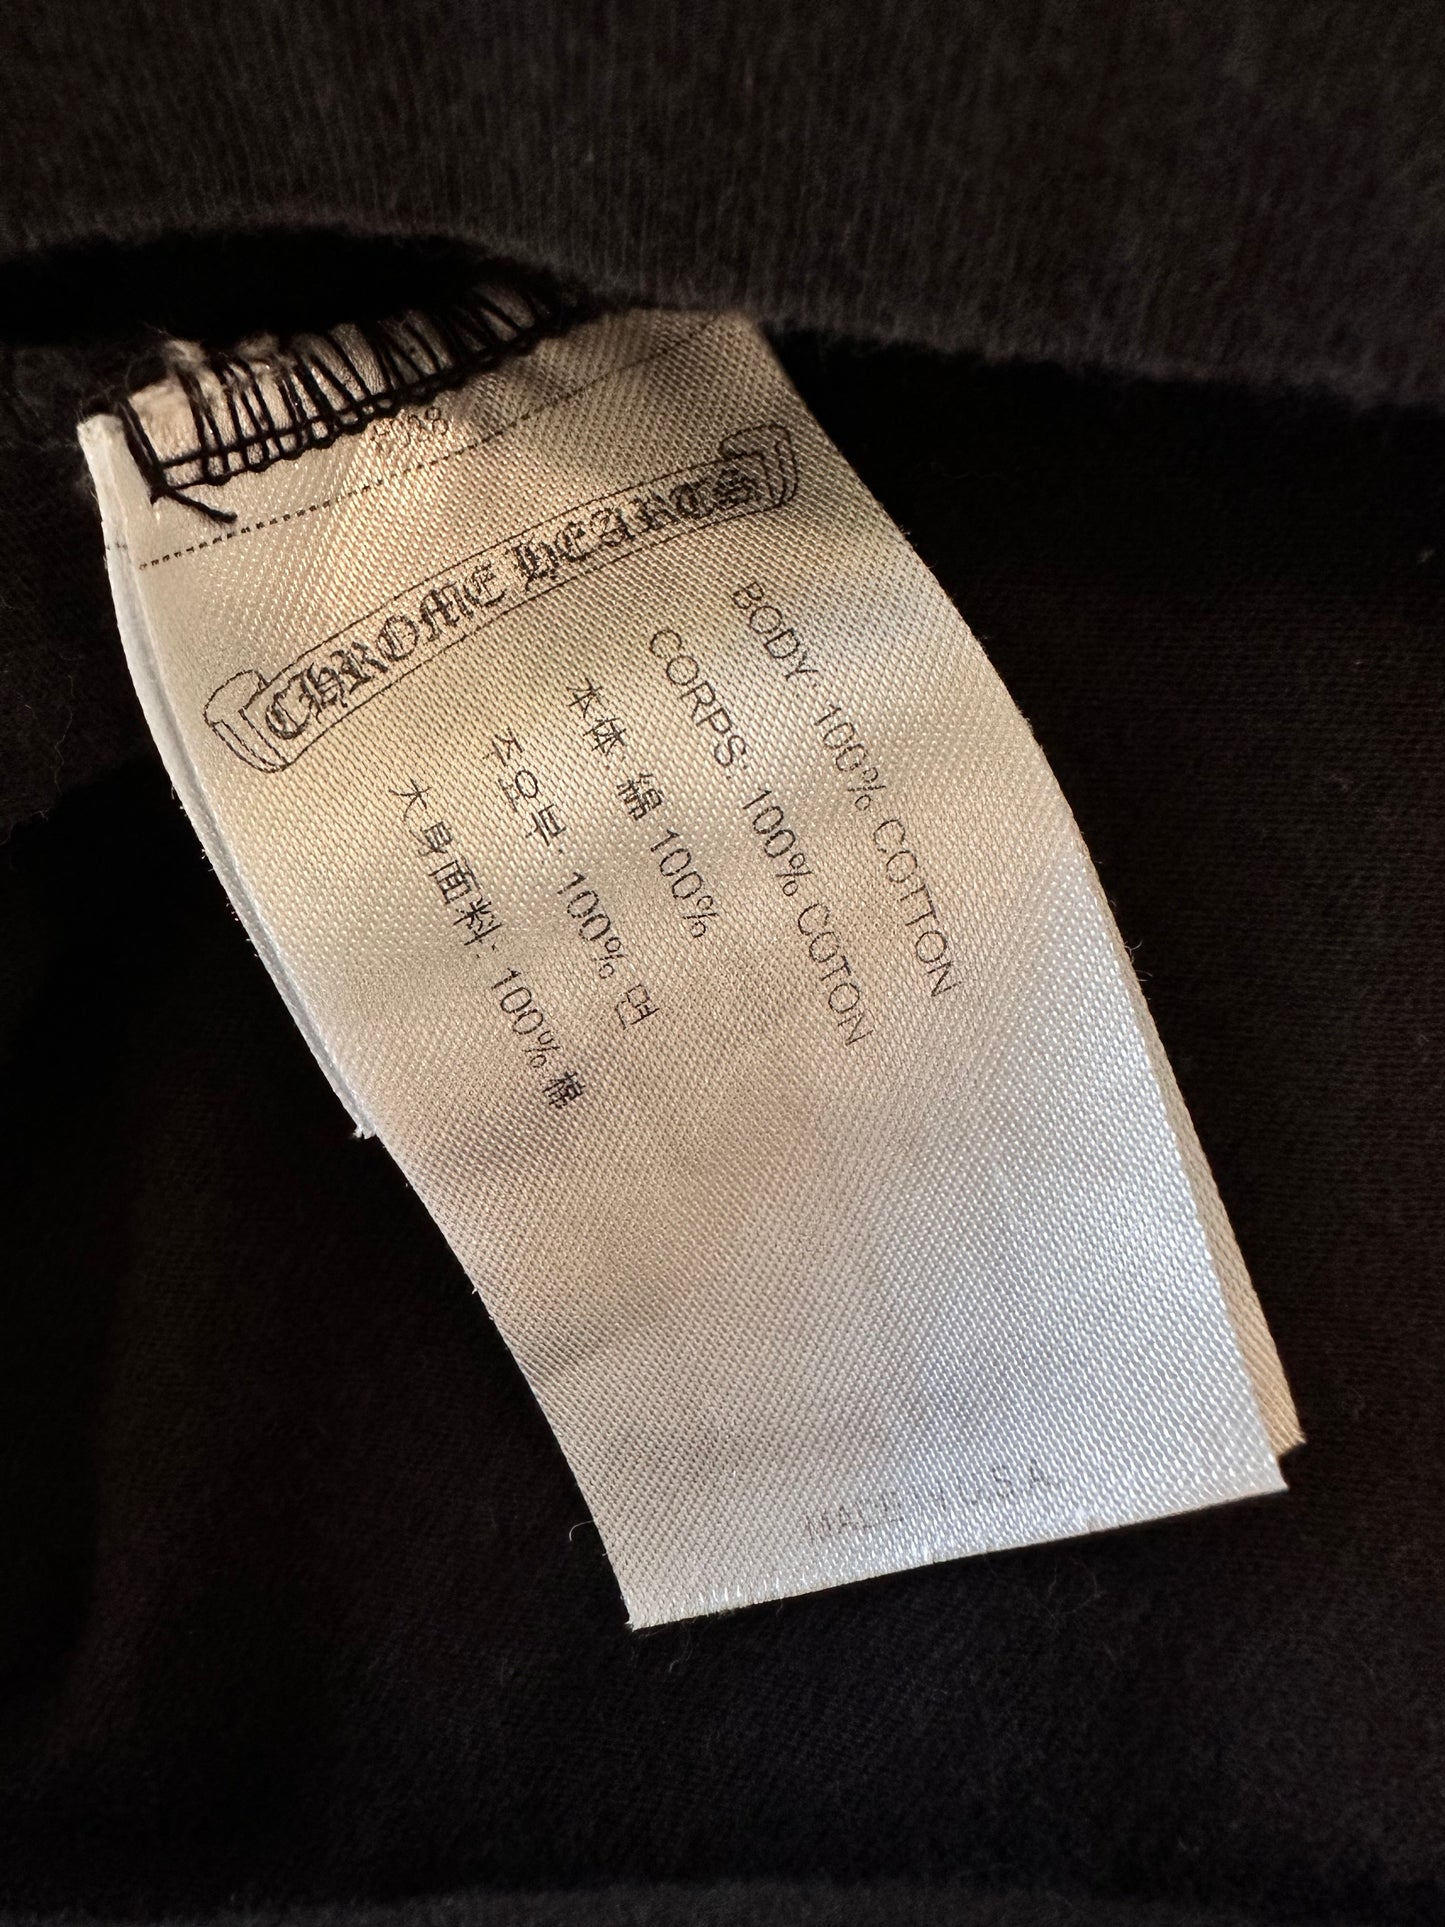 CHROME HEARTS
BODY: 100% COTTON
CORPS: 100% COTON
本体: 綿 100%
주요부: 100% 면
大身面料: 100% 棉
MADE U.S.A